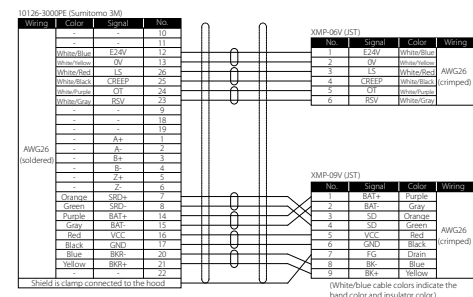 10126-3000PE (Sumitomo 3M)
Wiring Color Signal No.
- - 10
- - 11
White/Blue E24V 12
White/Yellow 0V 13
White/Red LS 26
White/Black CREEP 25
White/Purple OT 24
White/Gray RSV 23
- - 9
- - 18
- - 19
- A+ 1
- A- 2
AWG26 (soldered)
- B+ 3
- B- 4
- Z+ 5
- Z- 6
Orange SRD+ 7
Green SRD- 8
Purple BAT+ 14
Gray BAT- 15
Red VCC 16
Black GND 17
Blue BKR- 20
Yellow BKR+ 21
- - 22
Shield is clamp connected to the hood
XMP-06V (JST)
No. Signal Color Wiring
1 E24V White/Blue
2 0V White/Yellow
3 LS White/Red
4 CREEP White/Black
5 OT White/Purple
6 RSV White/Gray
AWG26
(crimped)
XMP-09V (JST)
No. Signal Color Wiring
1 BAT+ Purple
2 BAT- Gray
3 SD Orange
4 SD Green
5 VCC Red
6 GND Black
7 FG Drain
8 BK- Blue
9 BK+ Yellow
AWG26
(crimped)
(White/blue cable colors indicate the
band color and insulator color)